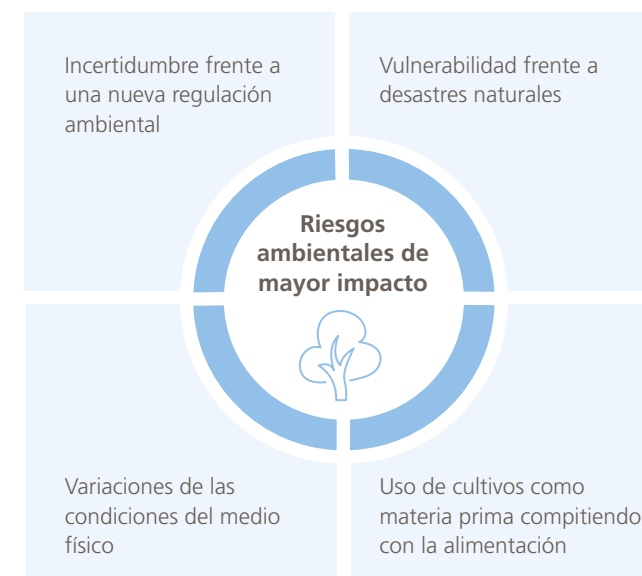 Incertidumbre frente a
una nueva regulación
ambiental
Vulnerabilidad frente a
desastres naturales
Riesgos
ambientales de
mayor impacto
Variaciones de las
condiciones del medio
físico
Uso de cultivos como
materia prima compitiendo
con la alimentación